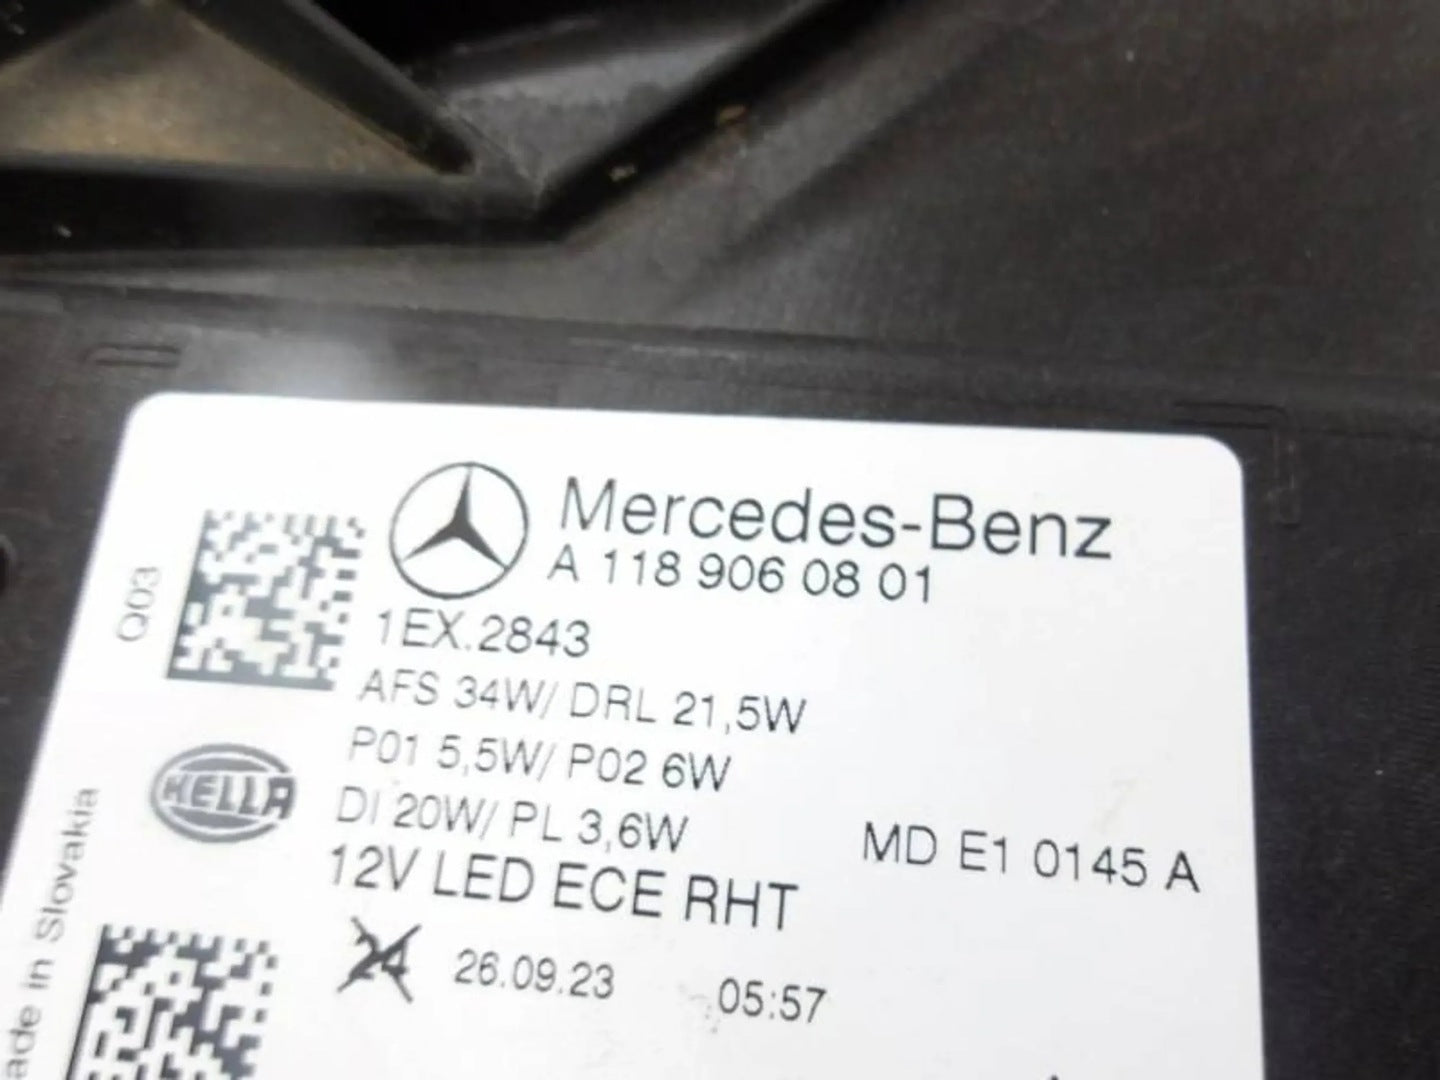 Mercedes-Benz
A 118 906 08 01
Q03
1EX.2843
AFS 34W/ DRL 21,5W
P01 5,5W/ P02 6W
HELLA
DI 20W/ PL 3,6W
MD E1 0145 A
12V LED ECE RHT
24 26.09.23 05:57
ade in Slovakia